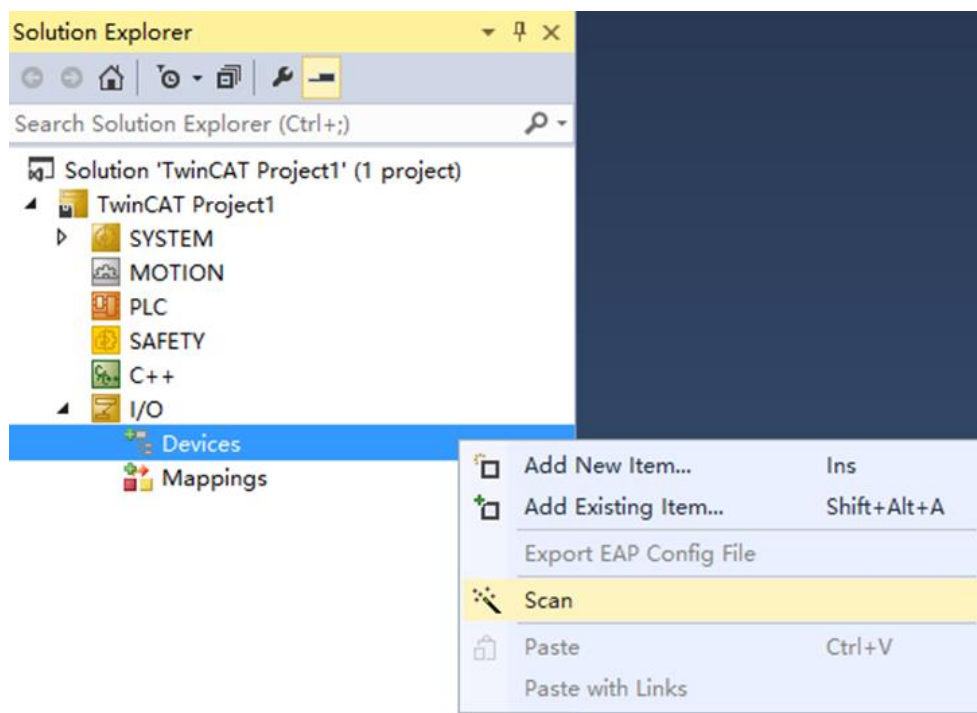 Solution Explorer
Search Solution Explorer (Ctrl+;)
Solution 'TwinCAT Project1' (1 project)
TwinCAT Project1
SYSTEM
MOTION
PLC
SAFETY
C++
I/O
Devices
Mappings
Add New Item... Ins
Add Existing Item... Shift+Alt+A
Export EAP Config File
Scan
Paste Ctrl+V
Paste with Links